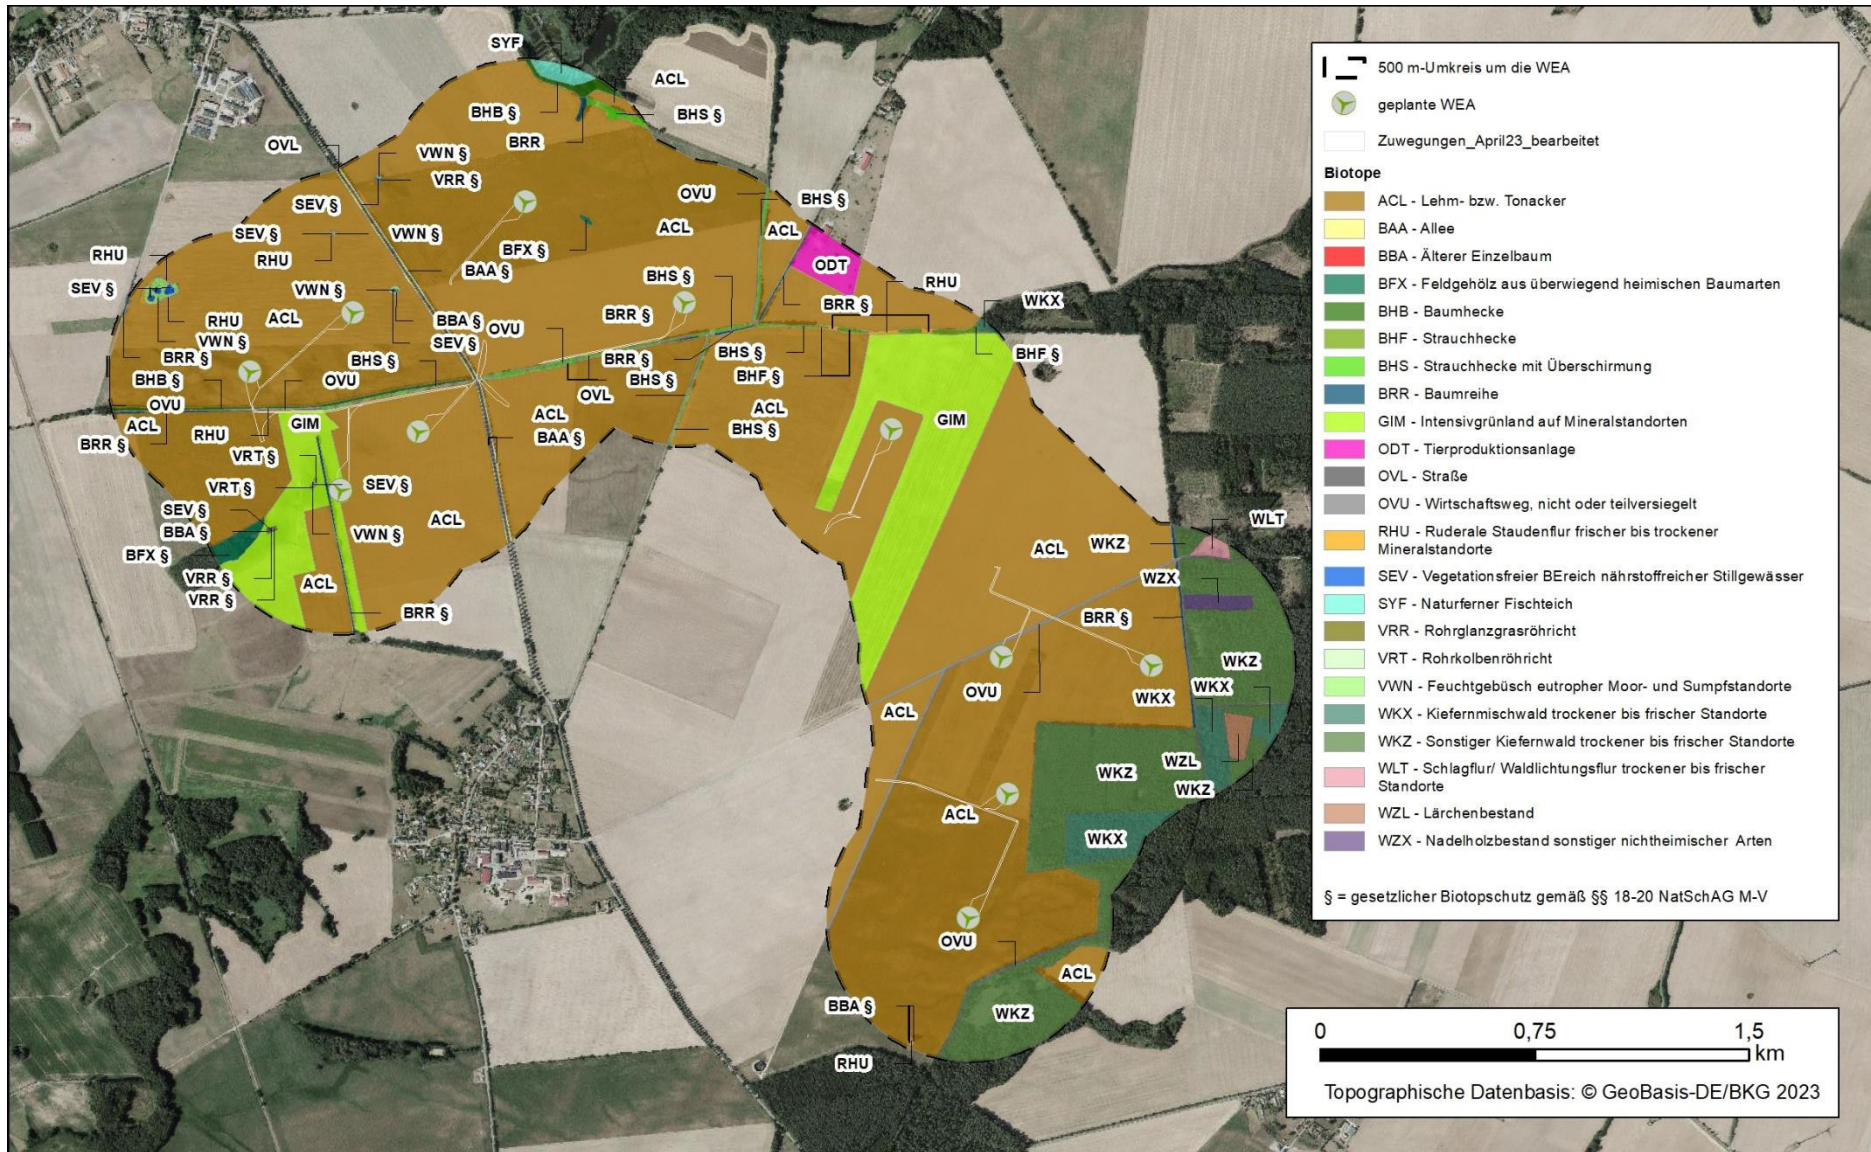 SYF
ACL
BHB §
BHS §
BRR
OVL
VWN §
VRR §
SEV §
OVU
BHS §
SEV §
VWN §
ACL
ACL
RHU
RHU
BFX §
ODT
BAA §
BHS §
RHU
SEV §
VWN §
BRR §
WKX
RHU
ACL
BBA §
BRR §
OVU
VWN §
SEV §
BRR §
BHS §
BRR §
BHS §
BHF §
BHB §
OVU
BHS §
BHF §
OVL
OVU
ACL
ACL
ACL
GIM
BRR §
RHU
GIM
BAA §
BHS §
VRT §
VRT §
SEV §
SEV §
ACL
WLT
BBA §
VWN §
WKZ
BFX §
ACL
VRR §
ACL
WZX
VRR §
BRR §
BRR §
WKZ
OVU
WKX
WKX
ACL
WZL
WKZ
WKZ
ACL
WKX
OVU
ACL
BBA §
WKZ
RHU
500 m-Umkreis um die WEA
geplante WEA
Zuwegungen_April23_bearbeitet
Biotope
ACL - Lehm- bzw. Tonacker
BAA - Allee
BBA - Älterer Einzelbaum
BFX - Feldgehölz aus überwiegend heimischen Baumarten
BHB - Baumhecke
BHF - Strauchhecke
BHS - Strauchhecke mit Überschirmung
BRR - Baumreihe
GIM - Intensivgrünland auf Mineralstandorten
ODT - Tierproduktionsanlage
OVL - Straße
OVU - Wirtschaftsweg, nicht oder teilversiegelt
RHU - Ruderale Staudenflur frischer bis trockener
Mineralstandorte
SEV - Vegetationsfreier BEreich nährstoffreicher Stillgewässer
SYF - Naturferner Fischteich
VRR - Rohrglanzgrasröhricht
VRT - Rohrkolbenröhricht
VWN - Feuchtgebüsch eutropher Moor- und Sumpfstandorte
WKX - Kiefernmischwald trockener bis frischer Standorte
WKZ - Sonstiger Kiefernwald trockener bis frischer Standorte
WLT - Schlagflur/ Waldlichtungsflur trockener bis frischer
Standorte
WZL - Lärchenbestand
WZX - Nadelholzbestand sonstiger nichtheimischer Arten
§ = gesetzlicher Biotopschutz gemäß §§ 18-20 NatSchAG M-V
0 0,75 1,5
km
Topographische Datenbasis: © GeoBasis-DE/BKG 2023